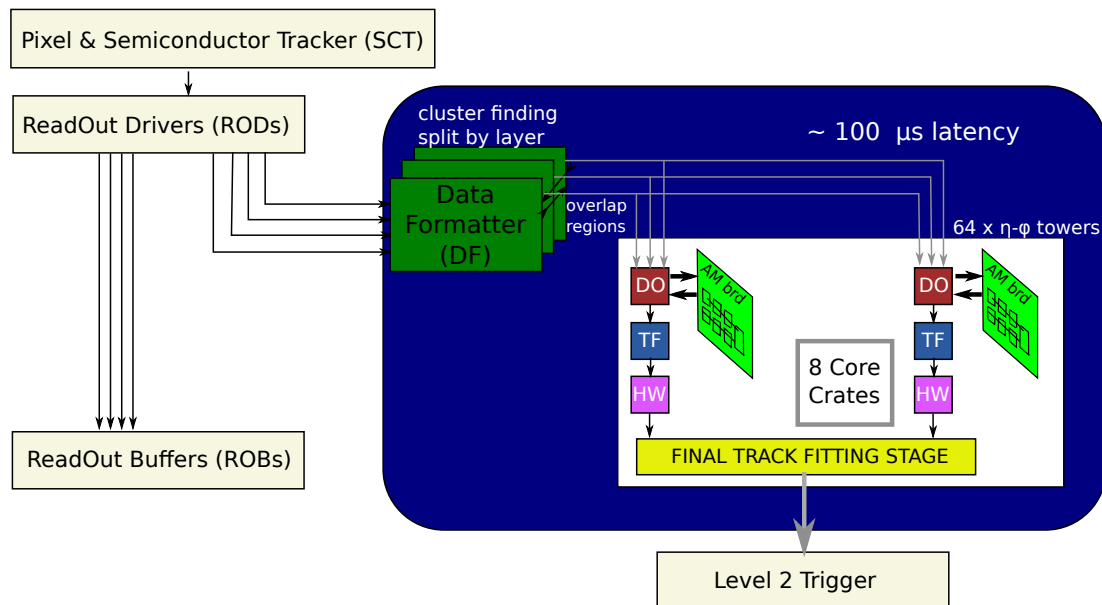 Pixel & Semiconductor Tracker (SCT)
ReadOut Drivers (RODs)
cluster finding
split by layer
~ 100  μs latency
Data
Formatter
(DF)
overlap
regions
64 x η-φ towers
DO
AM brd
DO
AM brd
TF
TF
8 Core
Crates
HW
HW
ReadOut Buffers (ROBs)
FINAL TRACK FITTING STAGE
Level 2 Trigger